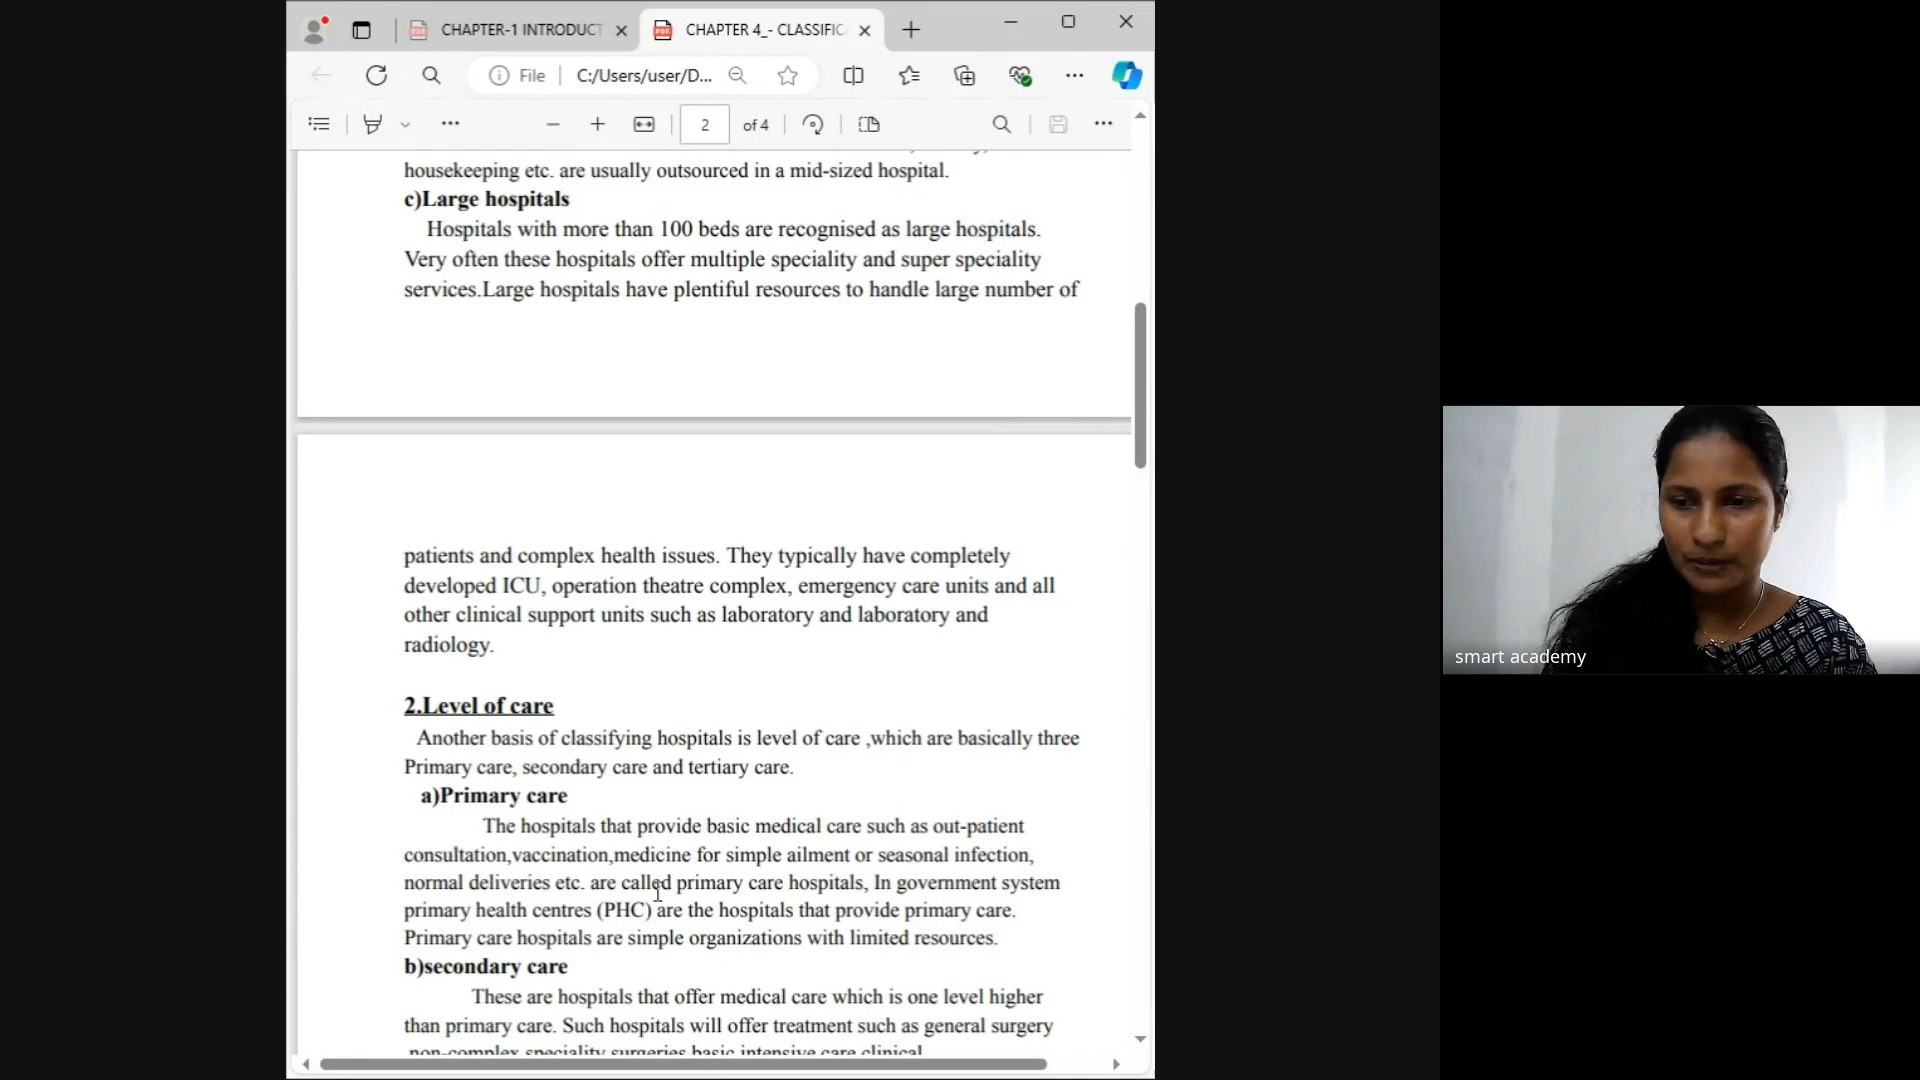 CHAPTER-1 INTRODUCT
CHAPTER 4_- CLASSIFIC
File
C:/Users/user/D...
2
of 4
housekeeping etc. are usually outsourced in a mid-sized hospital.
c)Large hospitals
Hospitals with more than 100 beds are recognised as large hospitals.
Very often these hospitals offer multiple speciality and super speciality
services.Large hospitals have plentiful resources to handle large number of
patients and complex health issues. They typically have completely
developed ICU, operation theatre complex, emergency care units and all
other clinical support units such as laboratory and laboratory and
radiology.
2.Level of care
Another basis of classifying hospitals is level of care ,which are basically three
Primary care, secondary care and tertiary care.
a)Primary care
The hospitals that provide basic medical care such as out-patient
consultation,vaccination,medicine for simple ailment or seasonal infection,
normal deliveries etc. are called primary care hospitals, In government system
primary health centres (PHC) are the hospitals that provide primary care.
Primary care hospitals are simple organizations with limited resources.
b)secondary care
These are hospitals that offer medical care which is one level higher
than primary care. Such hospitals will offer treatment such as general surgery
non-complex speciality surgeries basic intensive care clinical
smart academy